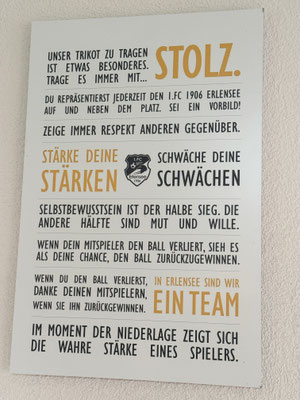 UNSER TRIKOT ZU TRAGEN
IST ETWAS BESONDERES.
TRAGE ES IMMER MIT...
STOLZ.
DU REPRÄSENTIERST JEDERZEIT DEN 1.FC 1906 ERLENSEE
AUF UND NEBEN DEM PLATZ. SEI EIN VORBILD!
ZEIGE IMMER RESPEKT ANDEREN GEGENÜBER.
STÄRKE DEINE
STÄRKEN
1.FC
Erlensee
SCHWÄCHE DEINE
SCHWÄCHEN
SELBSTBEWUSSTSEIN IST DER HALBE SIEG. DIE
ANDERE HÄLFTE SIND MUT UND WILLE.
WENN DEIN MITSPIELER DEN BALL VERLIERT, SIEH ES
ALS DEINE CHANCE, DEN BALL ZURÜCKZUGEWINNEN.
WENN DU DEN BALL VERLIERST,
DANKE DEINEN MITSPIELERN,
WENN SIE IHN ZURÜCKGEWINNEN.
IN ERLENSEE SIND WIR
EIN TEAM
IM MOMENT DER NIEDERLAGE ZEIGT SICH
DIE WAHRE STÄRKE EINES SPIELERS.